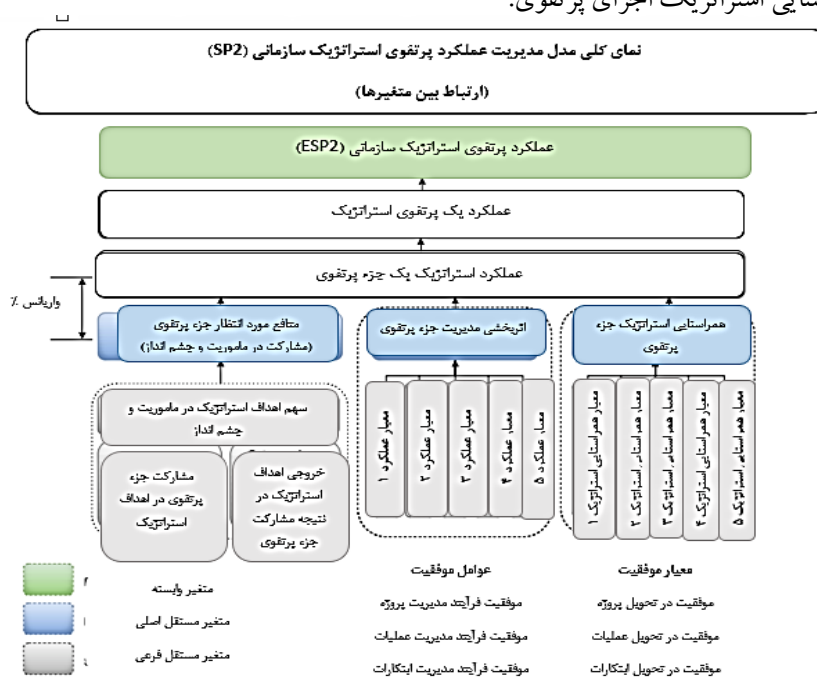 استراتژیک اجزای پرتفوی.
نمای کلی مدل مدیریت عملکرد پرتفوی استراتژیک سازمانی (SP2)
(ارتباط بین متغیرها)
عملکرد پرتفوی استراتژیک سازمانی (ESP2)
عملکرد یک پرتفوی استراتژیک
عملکرد استراتژیک یک جزء پرتفوی
واریانس %
همراستایی استراتژیک جزء
پرتفوی
اثربخشی مدیریت جزء پرتفوی
منافع مورد انتظار جزء پرتفوی
(مشارکت در ماموریت و چشم انداز)
معیار همراستایی استراتژیک ۱
معیار همراستایی استراتژیک ۲
معیار همراستایی استراتژیک ۳
معیار همراستایی استراتژیک ۴
معیار همراستایی استراتژیک ۵
معیار عملکرد ۱
معیار عملکرد ۲
معیار عملکرد ۳
معیار عملکرد ۴
معیار عملکرد ۵
سهم اهداف استراتژیک در ماموریت و
چشم انداز
خروجی اهداف
استراتژیک در
نتیجه مشارکت
جزء پرتفوی
مشارکت جزء
پرتفوی در اهداف
استراتژیک
معیار موفقیت
موفقیت در تحویل پروژه
موفقیت در تحویل عملیات
موفقیت در تحویل ابتکارات
عوامل موفقیت
موفقیت فرآیند مدیریت پروژه
موفقیت فرآیند مدیریت عملیات
موفقیت فرآیند مدیریت ابتکارات
متغیر وابسته
متغیر مستقل اصلی
متغیر مستقل فرعی